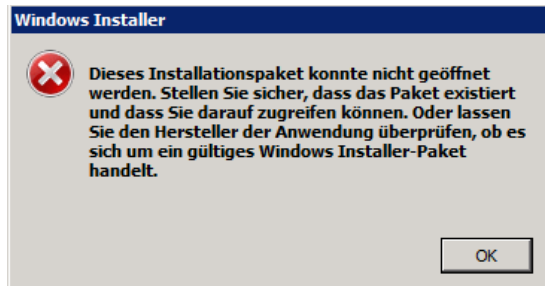 Windows Installer
Dieses Installationspaket konnte nicht geöffnet
werden. Stellen Sie sicher, dass das Paket existiert
und dass Sie darauf zugreifen können. Oder lassen
Sie den Hersteller der Anwendung überprüfen, ob es
sich um ein gültiges Windows Installer-Paket
handelt.
OK